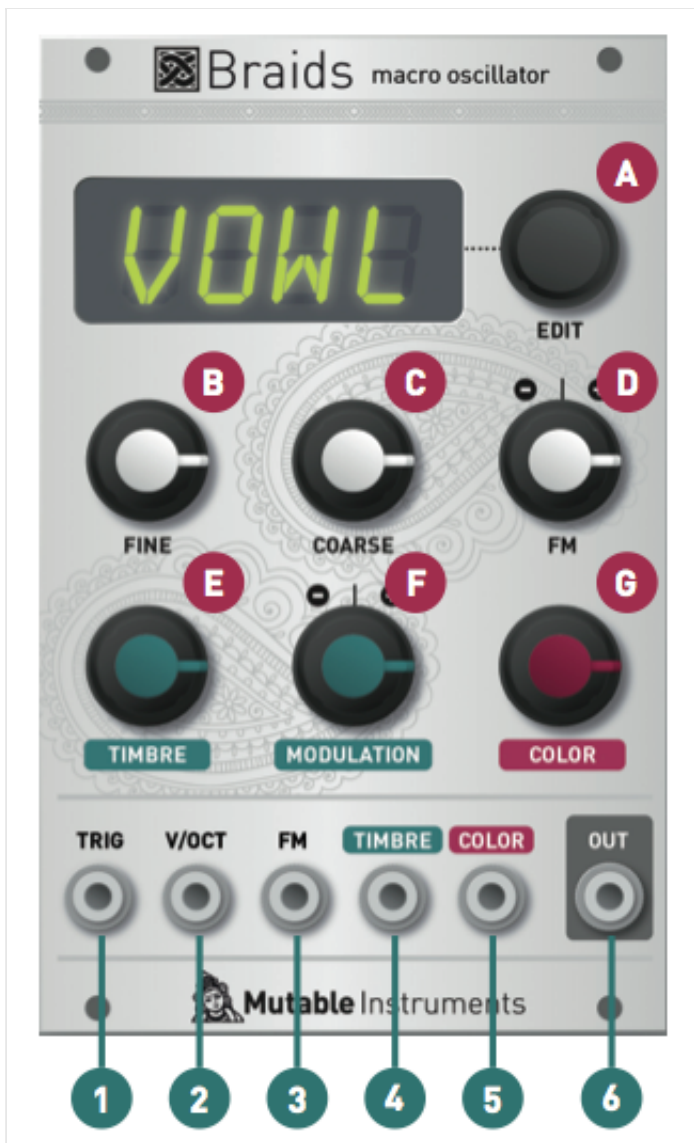 Braids macro oscillator
A
VOWL
EDIT
B C D
FINE COARSE FM
E F G
TIMBRE MODULATION COLOR
TRIG V/OCT FM TIMBRE COLOR OUT
Mutable Instruments
1 2 3 4 5 6